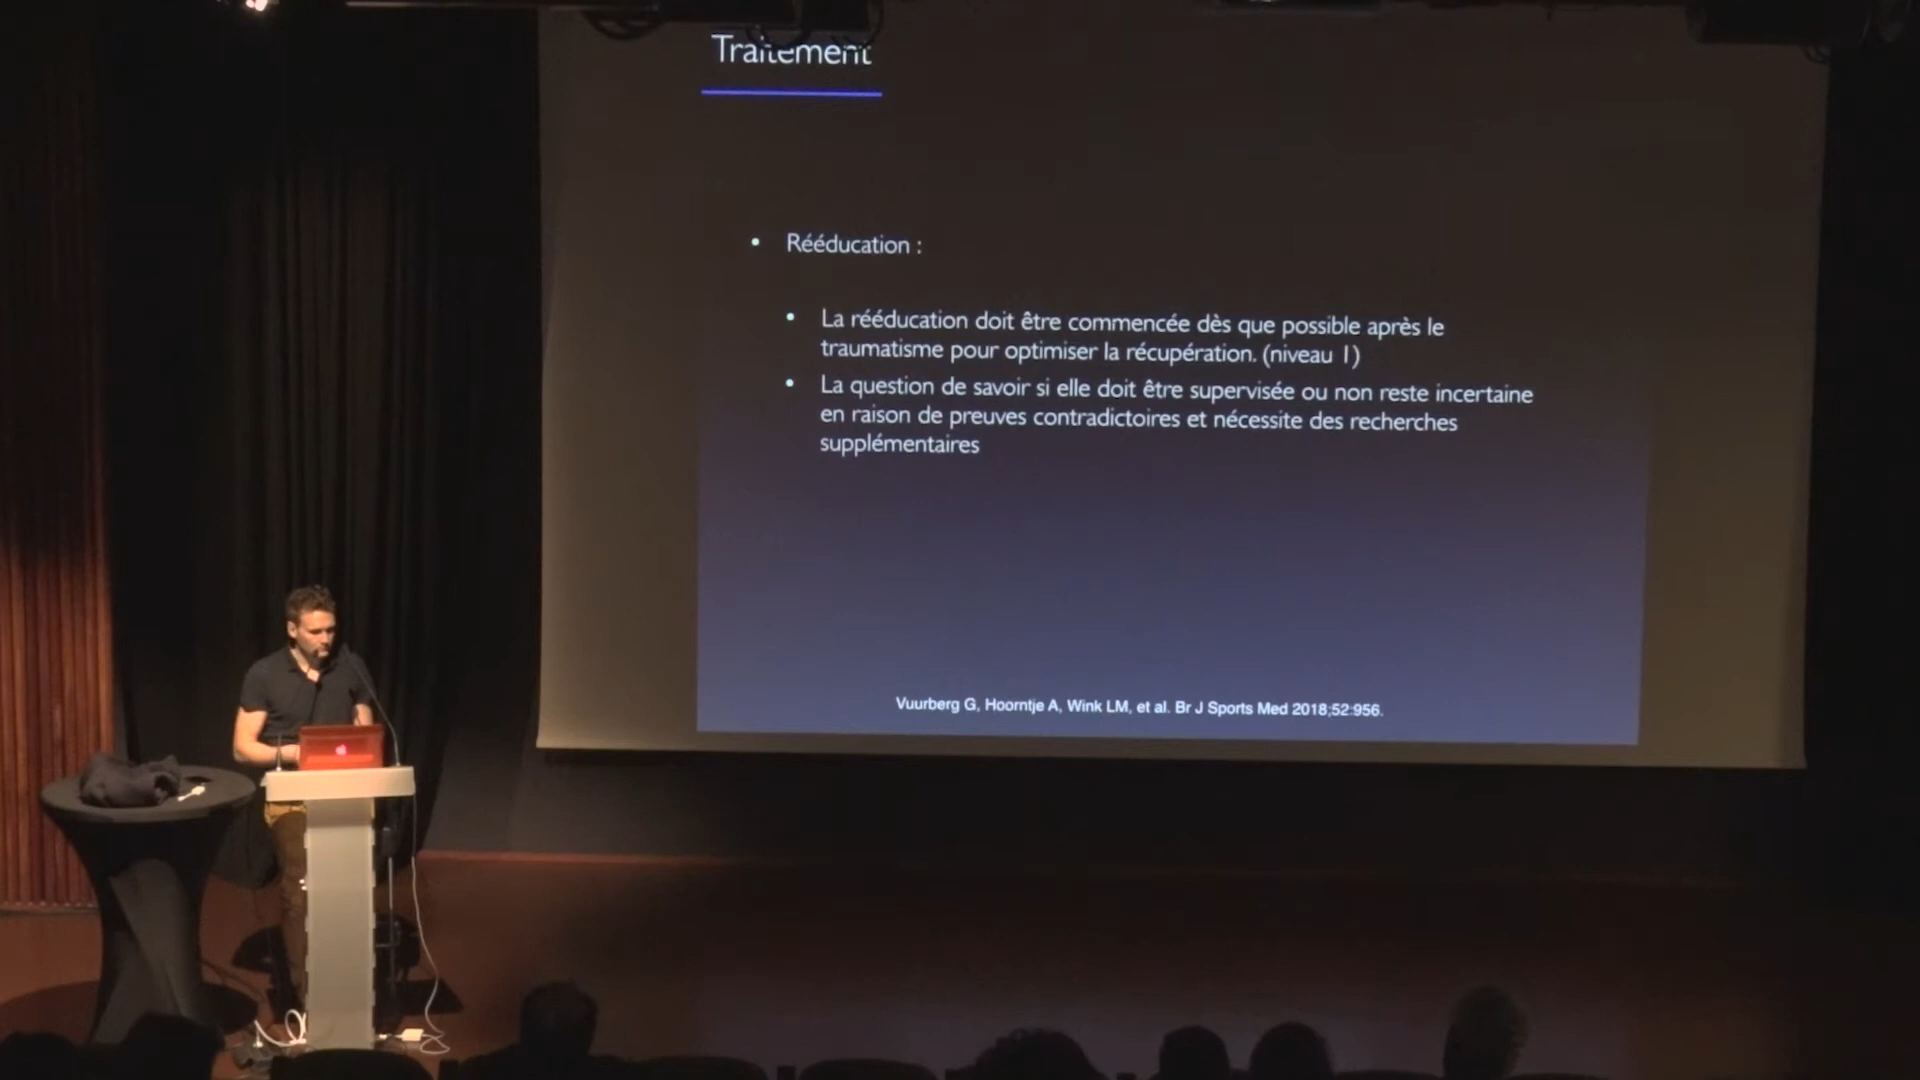 Traitement
• Rééducation :
• La rééducation doit être commencée dès que possible après le
traumatisme pour optimiser la récupération. (niveau 1)
• La question de savoir si elle doit être supervisée ou non reste incertaine
en raison de preuves contradictoires et nécessite des recherches
supplémentaires
Vuurberg G, Hoorntje A, Wink LM, et al. Br J Sports Med 2018;52:956.